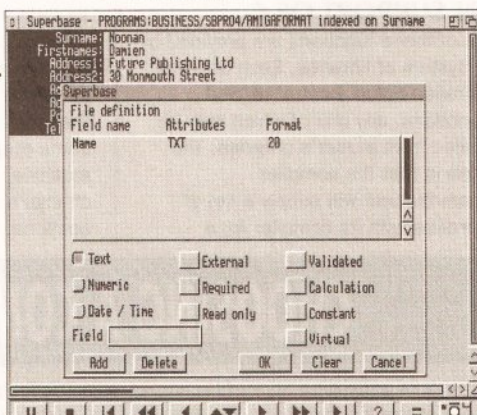 Superbase - PROGRAMS:BUSINESS/SBPRO4/AMIGAFORMAT indexed on Surname
Surname: Noonan
Firstnames: Damien
Address1: Future Publishing Ltd
Address2: 30 Monmouth Street
Superbase
File definition
Field name Attributes Format
Name TXT 20
Text External Validated
Numeric Required Calculation
Date / Time Read only Constant
Virtual
Field
Add Delete OK Clear Cancel
? =